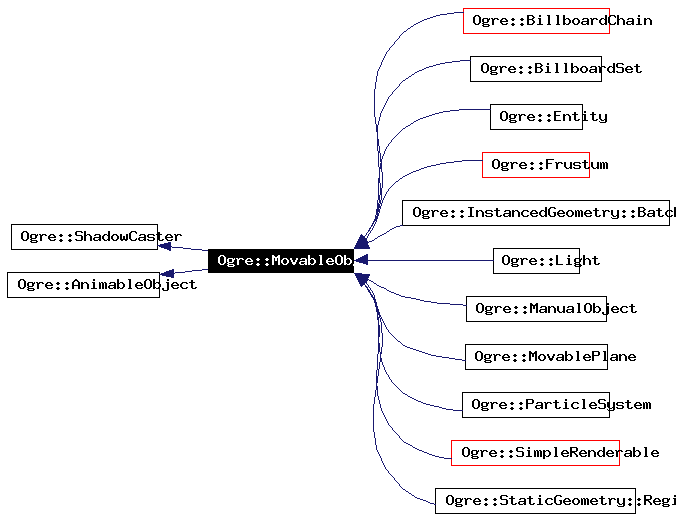 Ogre::BillboardChain
Ogre::BillboardSet
Ogre::Entity
Ogre::Frustum
Ogre::InstancedGeometry::Batch
Ogre::ShadowCaster
Ogre::MovableOb
Ogre::Light
Ogre::AnimableObject
Ogre::ManualObject
Ogre::MovablePlane
Ogre::ParticleSystem
Ogre::SimpleRenderable
Ogre::StaticGeometry::Regi